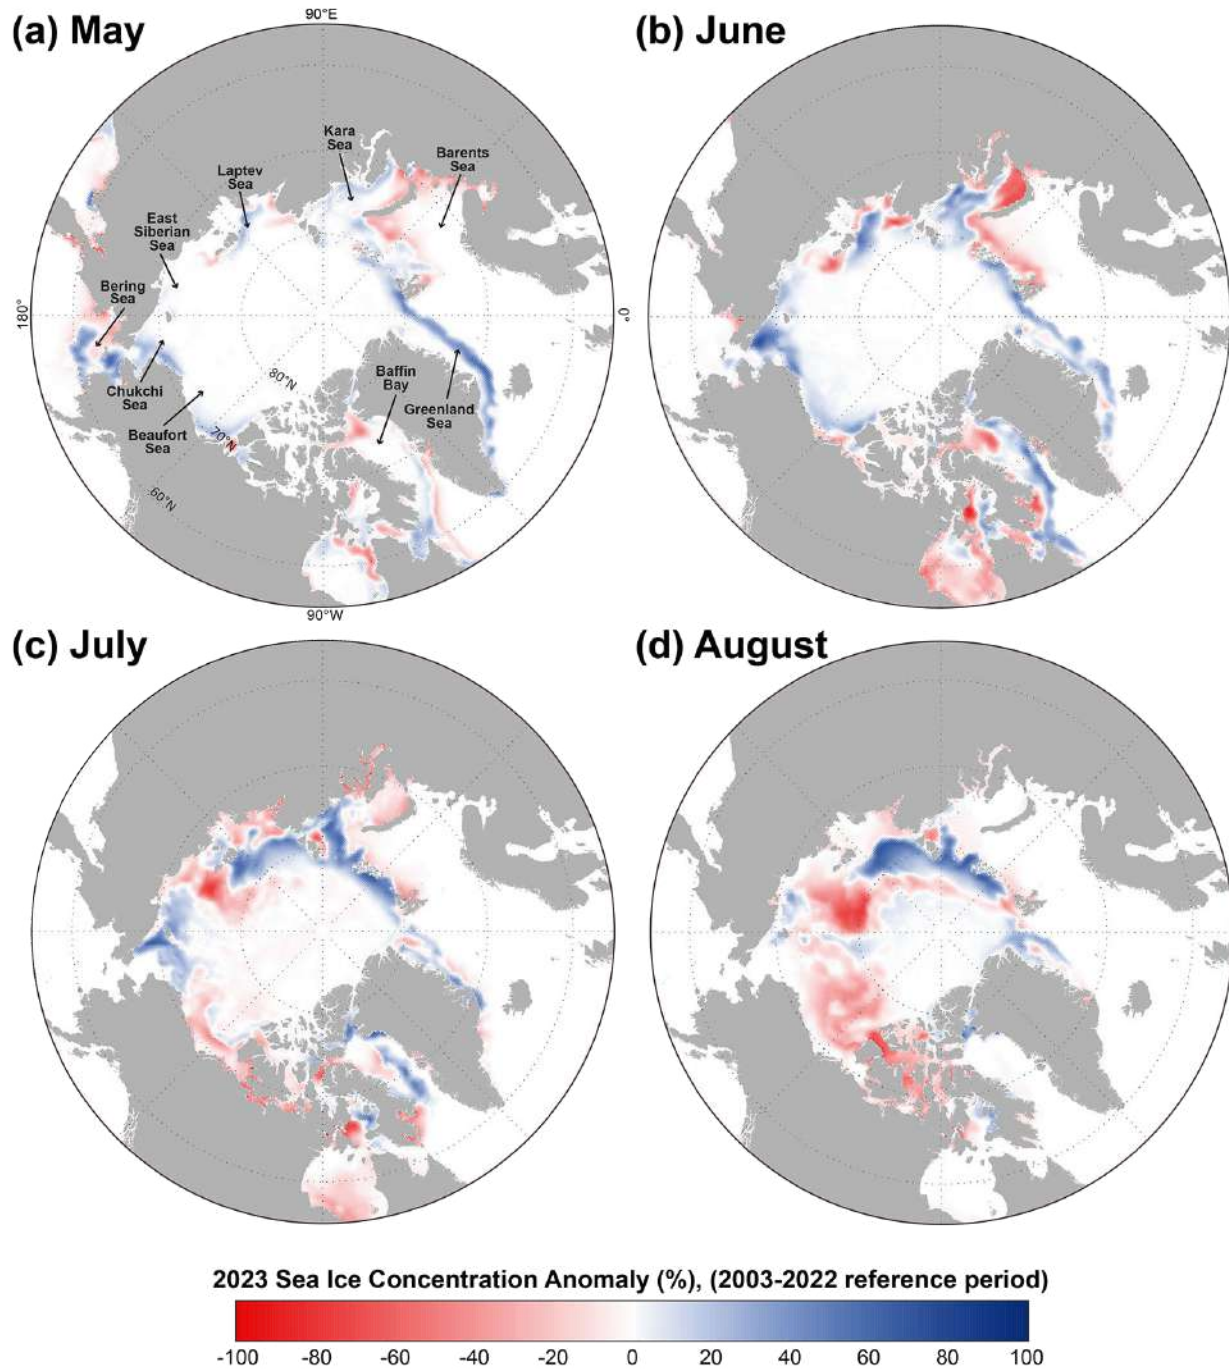 (a) May
90°E
(b) June
Kara
Sea
Barents
Sea
Laptev
Sea
East
Siberian
Sea
Bering
Sea
180°
0°
Chukchi
Sea
Beaufort
Sea
80°N
70°N
60°N
Baffin
Bay
Greenland
Sea
90°W
(c) July
(d) August
2023 Sea Ice Concentration Anomaly (%), (2003-2022 reference period)
-100 -80 -60 -40 -20 0 20 40 60 80 100